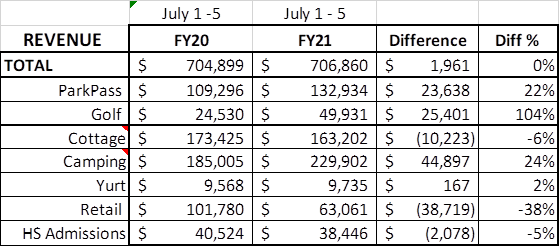 July 1 -5 July 1 - 5
REVENUE FY20 FY21 Difference Diff %
TOTAL $ 704,899 $ 706,860 $ 1,961 0%
ParkPass $ 109,296 $ 132,934 $ 23,638 22%
Golf $ 24,530 $ 49,931 $ 25,401 104%
Cottage $ 173,425 $ 163,202 $ (10,223) -6%
Camping $ 185,005 $ 229,902 $ 44,897 24%
Yurt $ 9,568 $ 9,735 $ 167 2%
Retail $ 101,780 $ 63,061 $ (38,719) -38%
HS Admissions $ 40,524 $ 38,446 $ (2,078) -5%